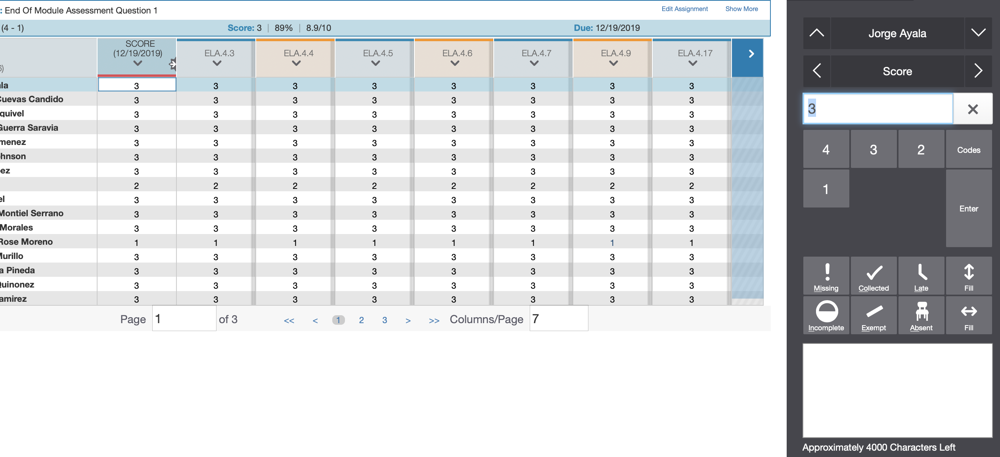 : End Of Module Assessment Question 1
Edit Assignment Show More
(4 - 1) Score: 3 | 89% | 8.9/10 Due: 12/19/2019
SCORE
(12/19/2019) ELA.4.3 ELA.4.4 ELA.4.5 ELA.4.6 ELA.4.7 ELA.4.9 ELA.4.17
la 3 3 3 3 3 3 3 3
Cuevas Candido 3 3 3 3 3 3 3 3
quivel 3 3 3 3 3 3 3 3
Guerra Saravia 3 3 3 3 3 3 3 3
menez 3 3 3 3 3 3 3 3
hnson 3 3 3 3 3 3 3 3
ez 3 3 3 3 3 3 3 3
2 2 2 2 2 2 2 2
el 3 3 3 3 3 3 3 3
Montiel Serrano 3 3 3 3 3 3 3 3
Morales 3 3 3 3 3 3 3 3
Rose Moreno 1 1 1 1 1 1 1 1
Murillo 3 3 3 3 3 3 3 3
a Pineda 3 3 3 3 3 3 3 3
Quinonez 3 3 3 3 3 3 3 3
amirez 3 3 3 3 3 3 3 3
Page 1 of 3 << < 1 2 3 > >> Columns/Page 7
Jorge Ayala
Score
3
4 3 2 Codes
1
Enter
Missing Collected Late Fill
Incomplete Exempt Absent Fill
Approximately 4000 Characters Left